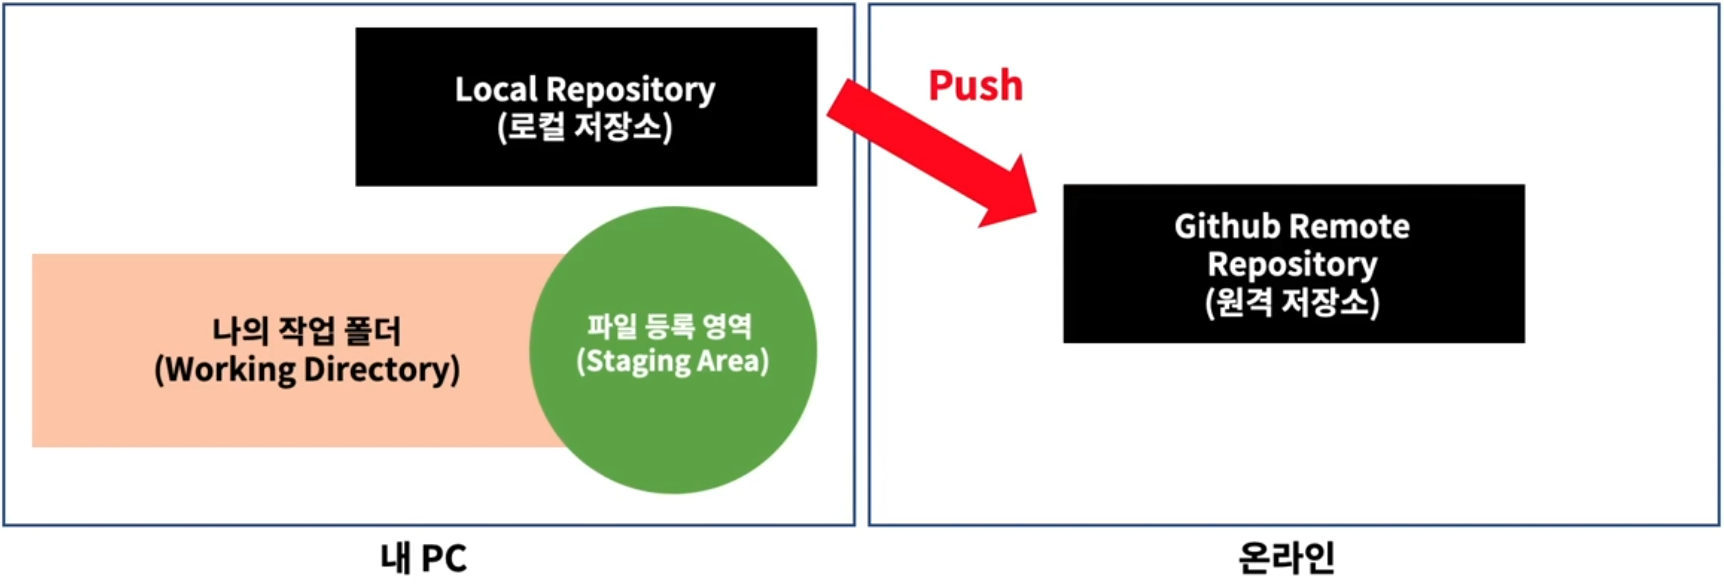 Local Repository
(로컬 저장소)
Push
Github Remote
Repository
(원격 저장소)
나의 작업 폴더
(Working Directory)
파일 등록 영역
(Staging Area)
내 PC
온라인